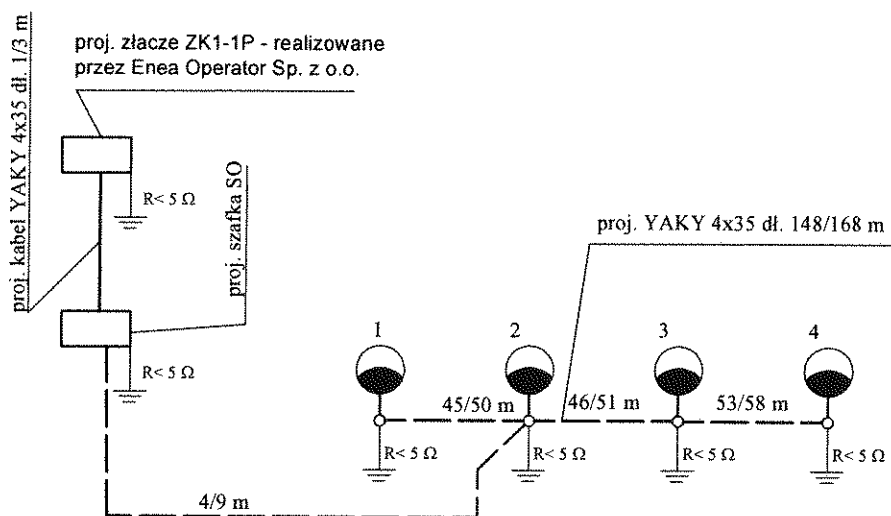 proj. złacze ZK1-1P - realizowane
przez Enea Operator Sp. z o.o.
proj. kabel YAKY 4x35 dł. 1/3 m
R< 5 Ω
proj. szafka SO
proj. YAKY 4x35 dł. 148/168 m
R< 5 Ω
1
2
3
4
45/50 m
46/51 m
53/58 m
R< 5 Ω
R< 5 Ω
R< 5 Ω
R< 5 Ω
4/9 m